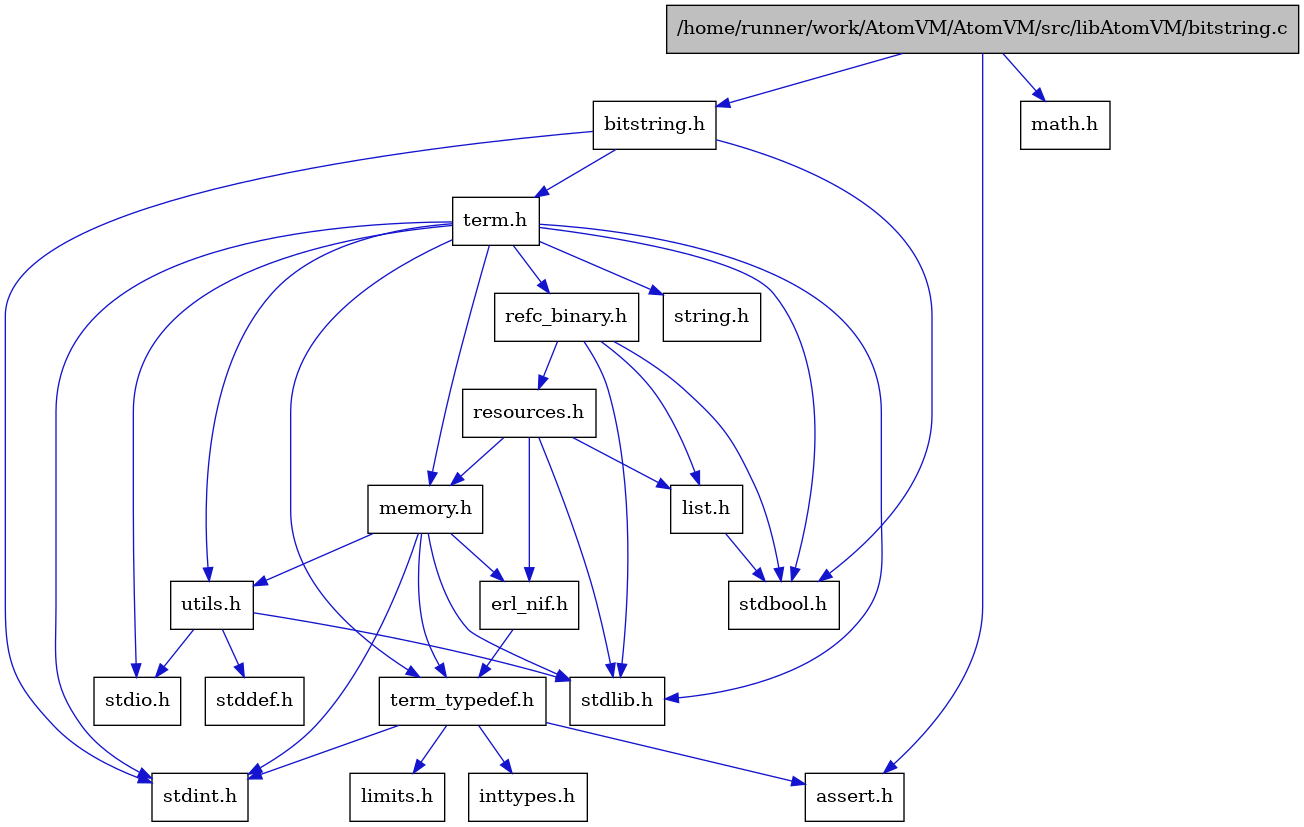 /home/runner/work/AtomVM/AtomVM/src/libAtomVM/bitstring.c
bitstring.h
math.h
term.h
refc_binary.h
string.h
resources.h
memory.h
list.h
utils.h
erl_nif.h
stdbool.h
stdio.h
stddef.h
term_typedef.h
stdlib.h
stdint.h
limits.h
inttypes.h
assert.h